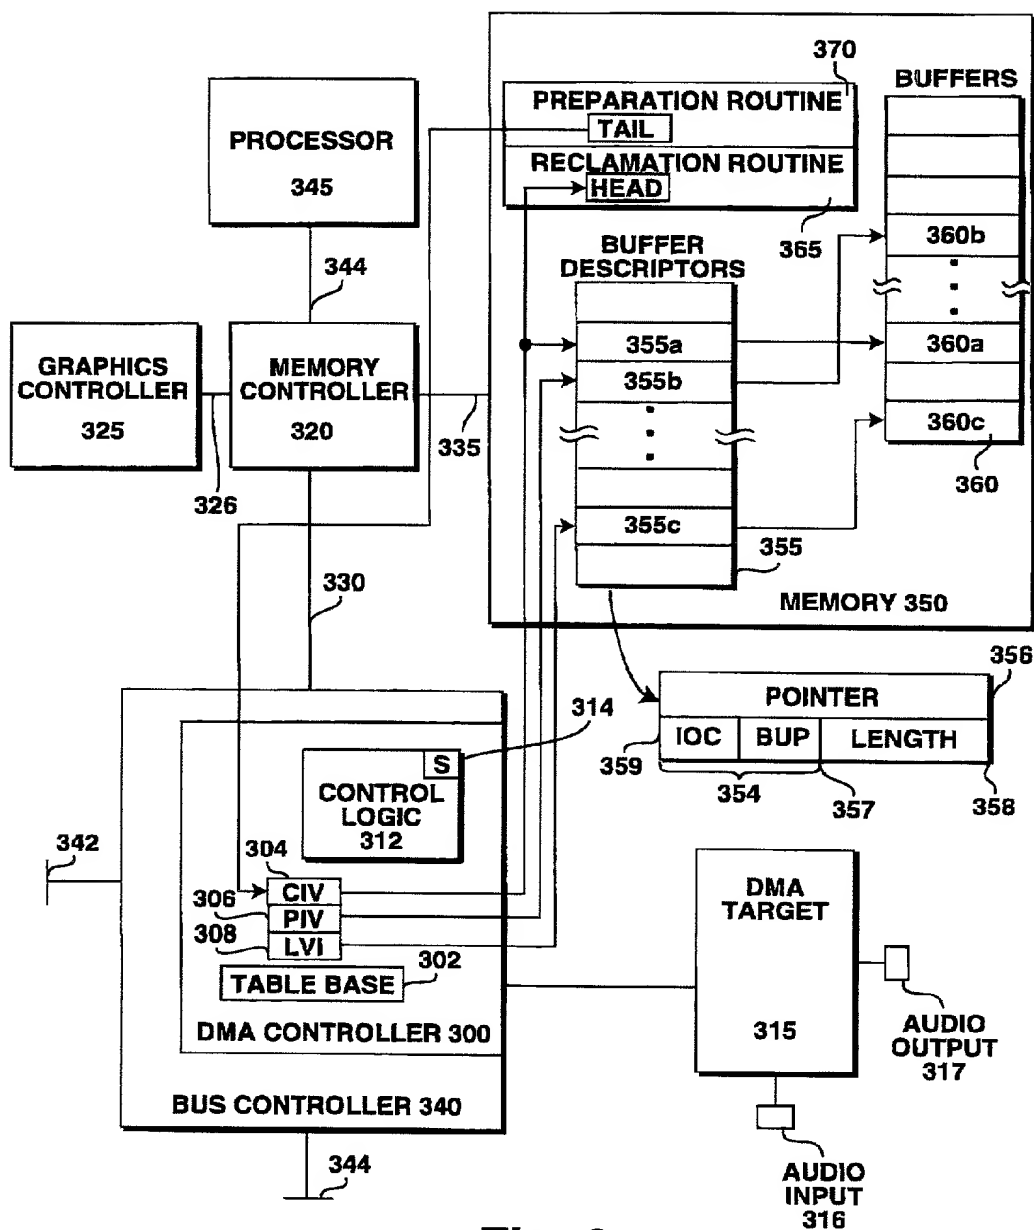 370
BUFFERS
PREPARATION ROUTINE
TAIL
RECLAMATION ROUTINE
HEAD
365
PROCESSOR
345
344
BUFFER
DESCRIPTORS
360b
355a
360a
355b
360c
360
355c
355
GRAPHICS
CONTROLLER
325
MEMORY
CONTROLLER
320
335
326
330
MEMORY 350
356
POINTER
IOC
BUP
LENGTH
359
354
357
358
314
S
CONTROL
LOGIC
312
342
304
CIV
306
PIV
308
LVI
302
TABLE BASE
DMA CONTROLLER 300
BUS CONTROLLER 340
344
DMA
TARGET
315
AUDIO
OUTPUT
317
AUDIO
INPUT
316